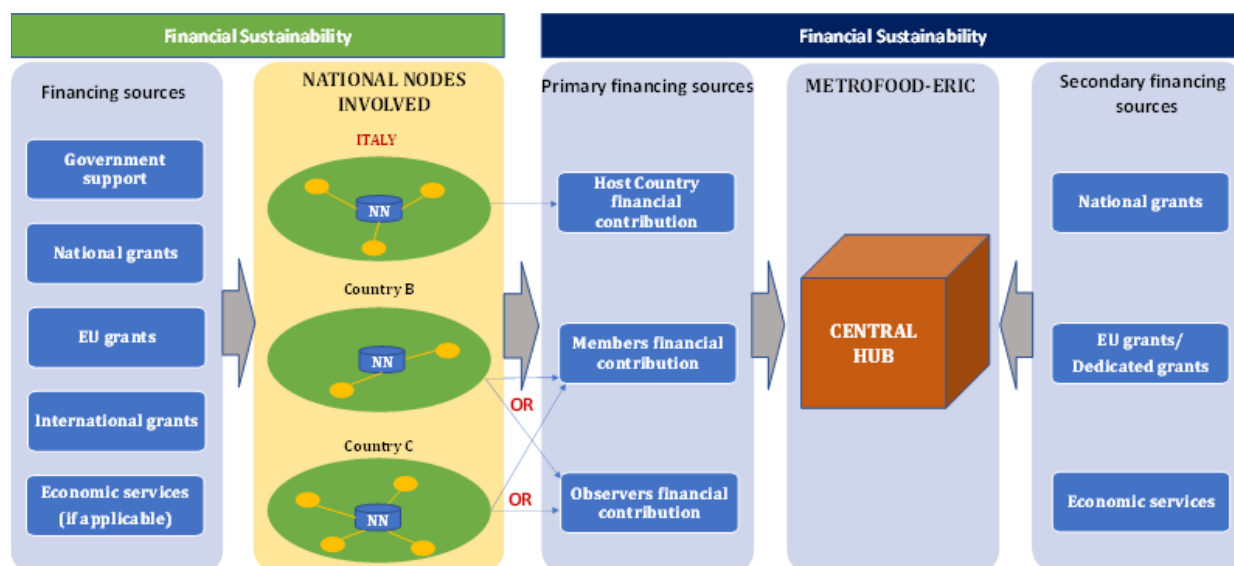 Financial Sustainability
Financial Sustainability
Financing sources
Government
support
National grants
EU grants
International grants
Economic services
(if applicable)
NATIONAL NODES
INVOLVED
ITALY
NN
Country B
NN
Country C
NN
OR
OR
Primary financing sources
Host Country
financial
contribution
Members financial
contribution
Observers financial
contribution
METROFOOD-ERIC
CENTRAL
HUB
Secondary financing
sources
National grants
EU grants/
Dedicated grants
Economic services